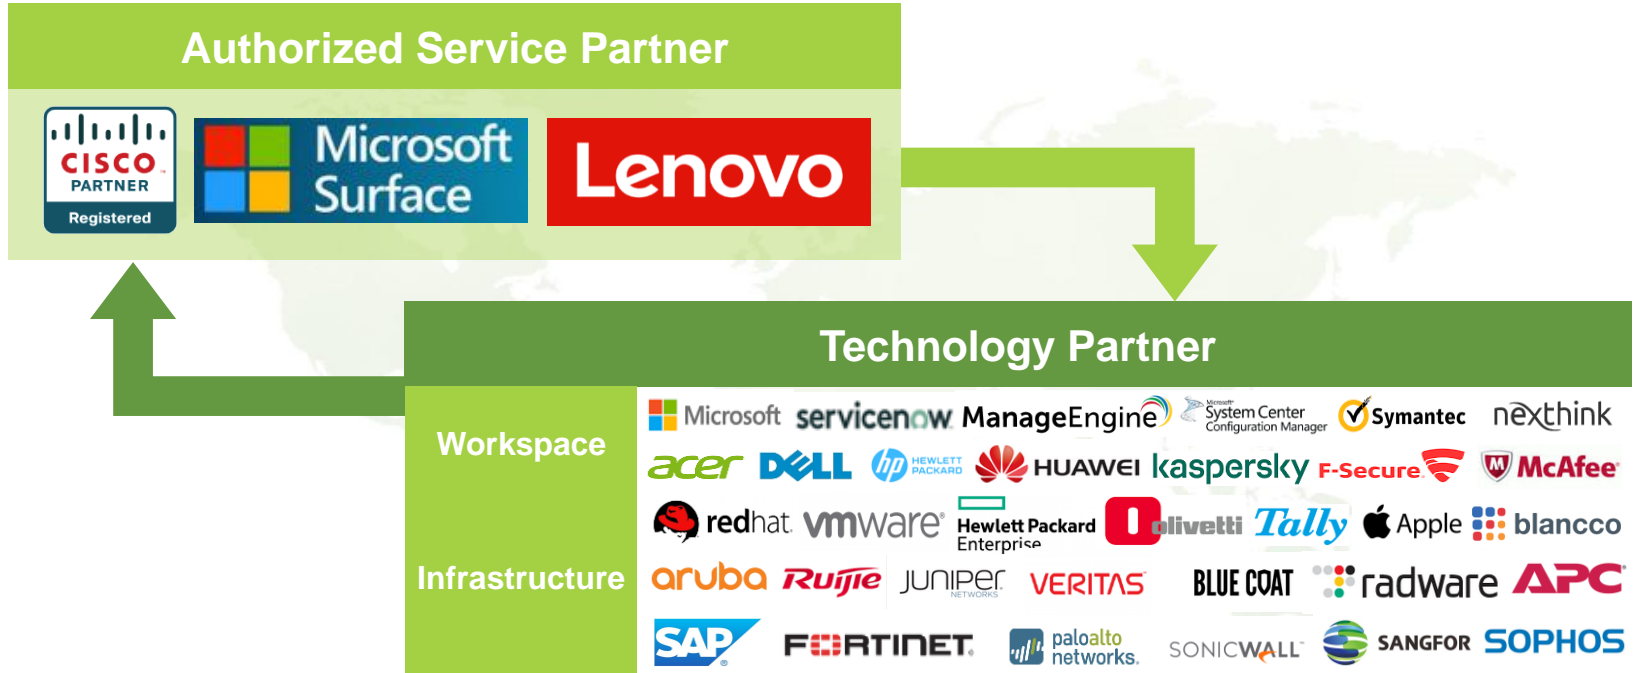 Authorized Service Partner
CISCO
PARTNER
Registered
Microsoft
Surface
Lenovo
Technology Partner
Workspace
Microsoft servicenow ManageEngine Microsoft System Center Configuration Manager Symantec nexthink
acer DELL hp HEWLETT PACKARD HUAWEI kaspersky F-Secure McAfee
redhat vmware Hewlett Packard Enterprise olivetti Tally Apple blancco
Infrastructure
aruba Ruijie JUNIPER NETWORKS VERITAS BLUE COAT radware APC
SAP FORTINET paloalto networks SONICWALL SANGFOR SOPHOS